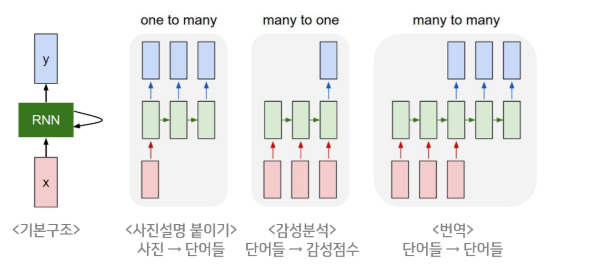 one to many
many to one
many to many
y
RNN
x
<기본구조>
<사진설명 붙이기>
사진 → 단어들
<감성분석>
단어들 → 감성점수
<번역>
단어들 → 단어들